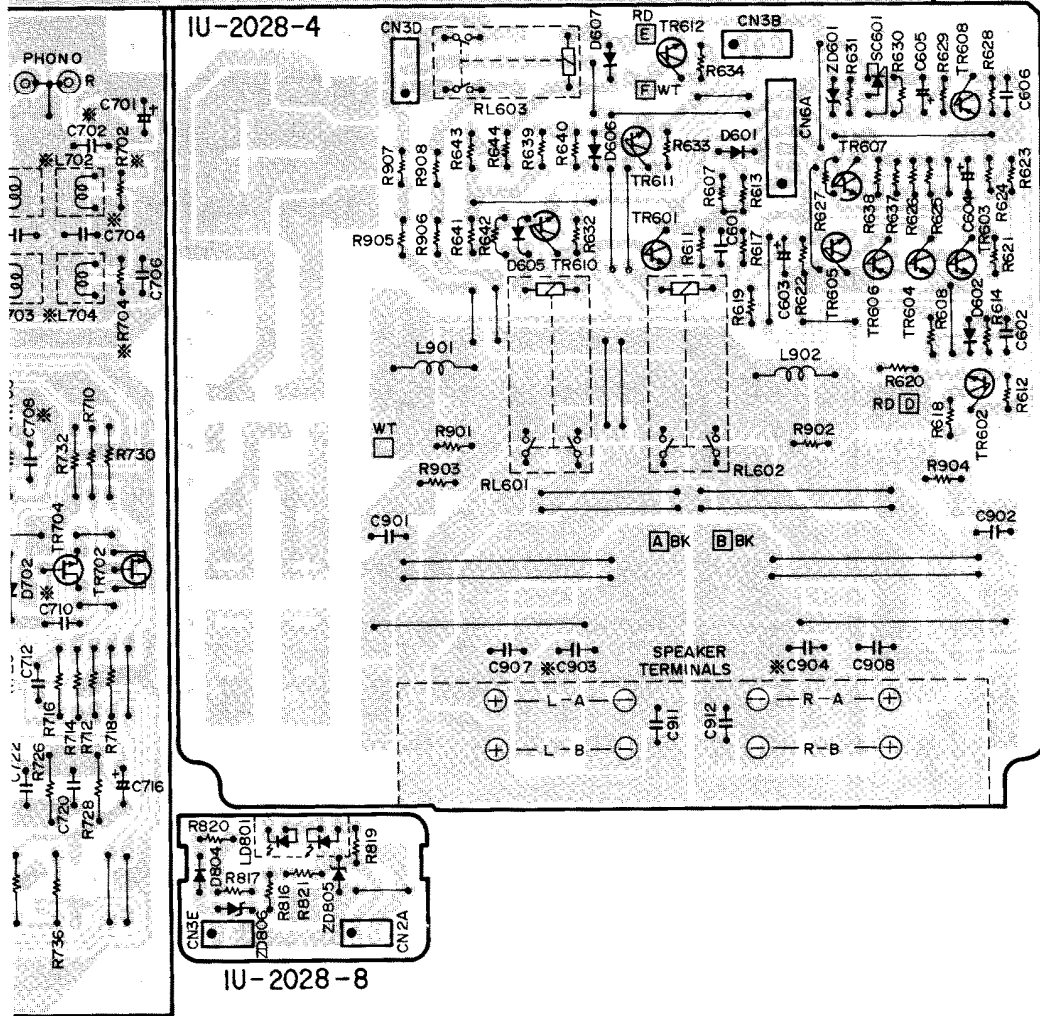 1U-2028-4
PHONO
R
C701
C702
※
R702
※
※L702
※
C704
C706
703
※L704
※R704
C708
※
R732
R710
R730
TR704
TR702
D702
※
C710
C712
R716
R714
R712
R718
C722
R726
C720
R728
C716
R736
CN3D
RL603
D607
RD
E
TR612
R634
F WT
CN3B
CN6A
ZD601
R631
SC601
R630
C605
R629
TR608
R628
C606
R907
R908
R643
R644
R639
R640
D606
TR611
R633
D601
R607
R613
TR607
R627
R638
R637
R626
R625
C604
TR603
R624
R623
R905
R906
R641
R642
D605
TR610
R632
TR601
R611
C601
R617
R619
C603
R622
TR605
TR606
TR604
R608
D602
R614
R621
C602
L901
L902
R620
RD D
R618
TR602
R612
WT
R901
R903
RL601
RL602
R902
R904
C901
A BK
B BK
C902
C907
※C903
SPEAKER
TERMINALS
※C904
C908
+ L-A −
− R-A +
C911
C912
+ L-B −
− R-B +
R820
LD801
R819
D804
R817
R816
R821
ZD805
CN3E
ZD806
CN2A
1U-2028-8